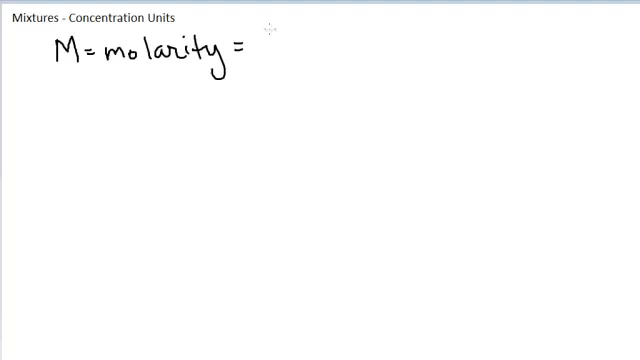 Mixtures - Concentration Units
M = molarity =